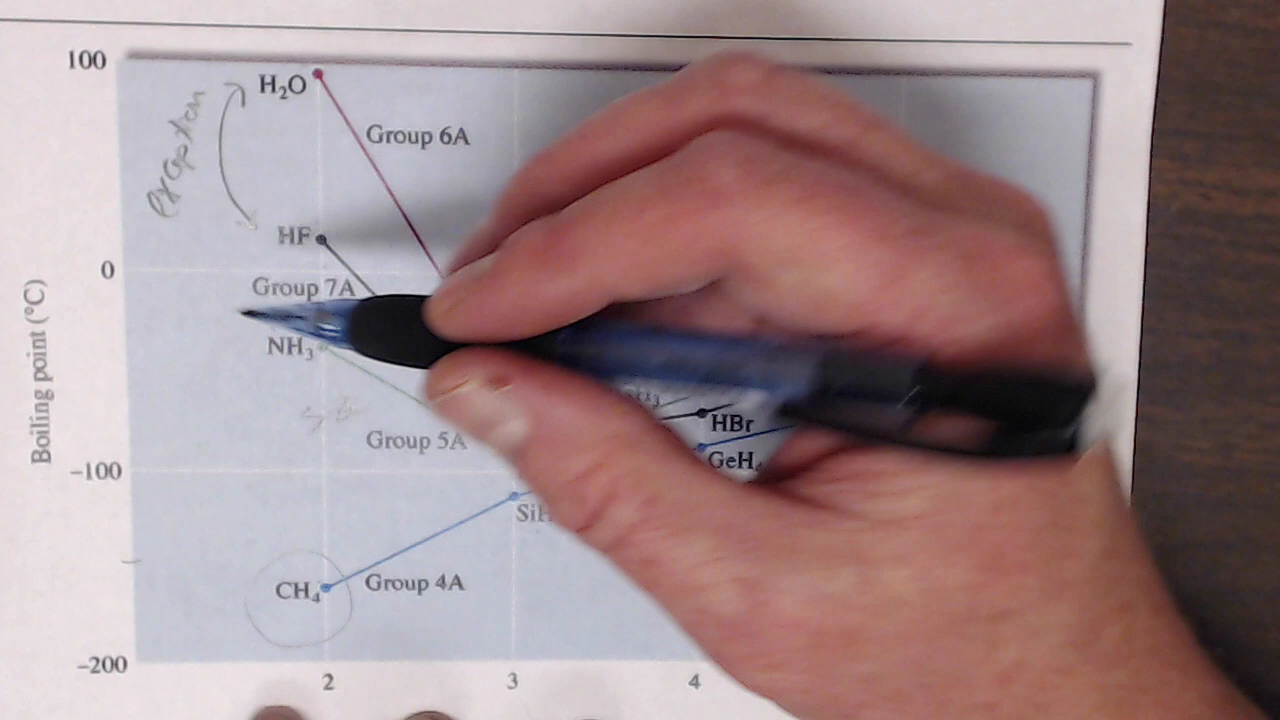 100
H₂O
Group 6A
exception
HF
0
Group 7A
NH₃
Group 5A
HBr
GeH₄
-100
SiH
CH₄
Group 4A
-200
2 3 4
Boiling point (°C)